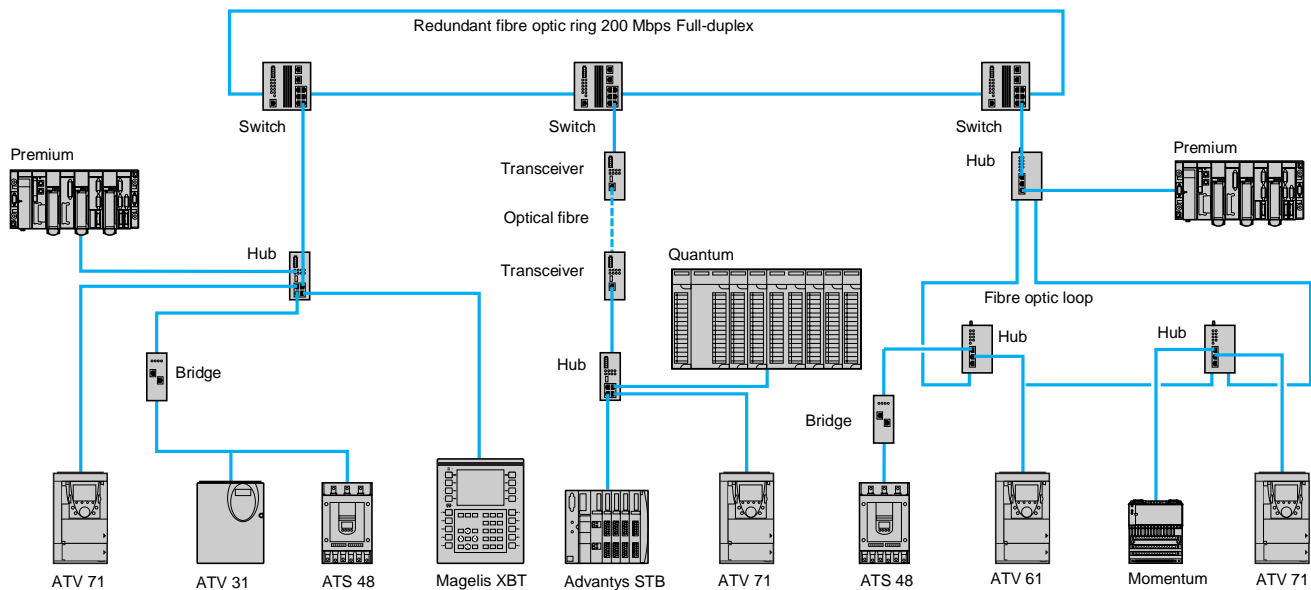 Redundant fibre optic ring 200 Mbps Full-duplex
Switch
Switch
Switch
Premium
Transceiver
Hub
Premium
Optical fibre
Hub
Transceiver
Quantum
Fibre optic loop
Hub
Hub
Bridge
Hub
Bridge
ATV 71
ATV 31
ATS 48
Magelis XBT
Advantys STB
ATV 71
ATS 48
ATV 61
Momentum
ATV 71